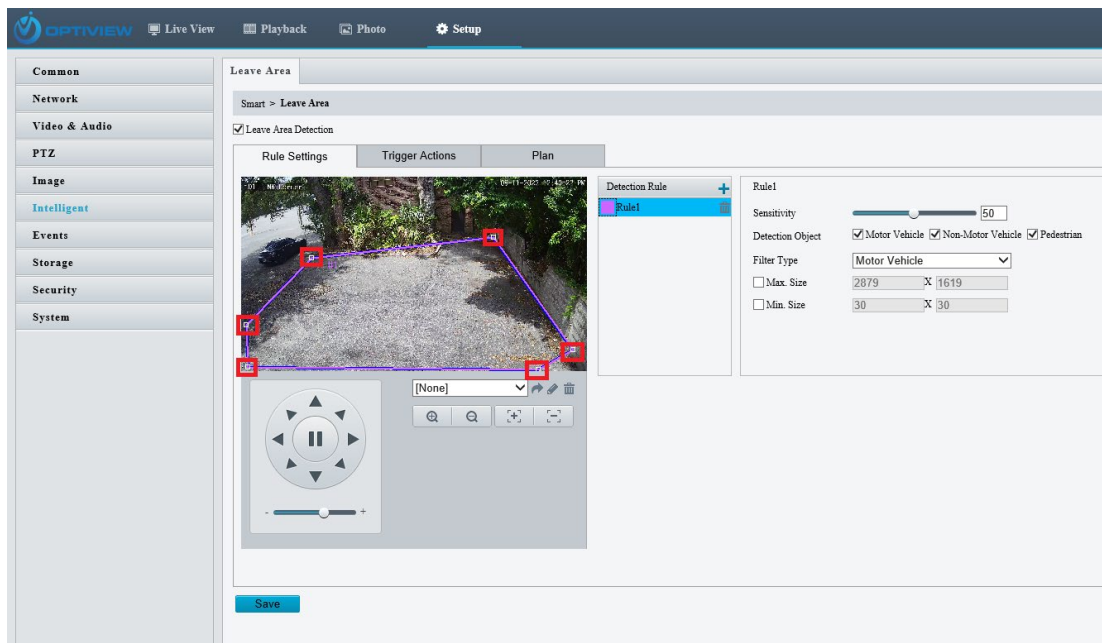 OPTIVIEW Live View Playback Photo Setup
Common
Network
Video & Audio
PTZ
Image
Intelligent
Events
Storage
Security
System
Leave Area
Smart > Leave Area
Leave Area Detection
Rule Settings Trigger Actions Plan
Detection Rule +
Rule1
Rule1
Sensitivity 50
Detection Object Motor Vehicle Non-Motor Vehicle Pedestrian
Filter Type Motor Vehicle
Max. Size 2879 X 1619
Min. Size 30 X 30
[None]
- +
Save